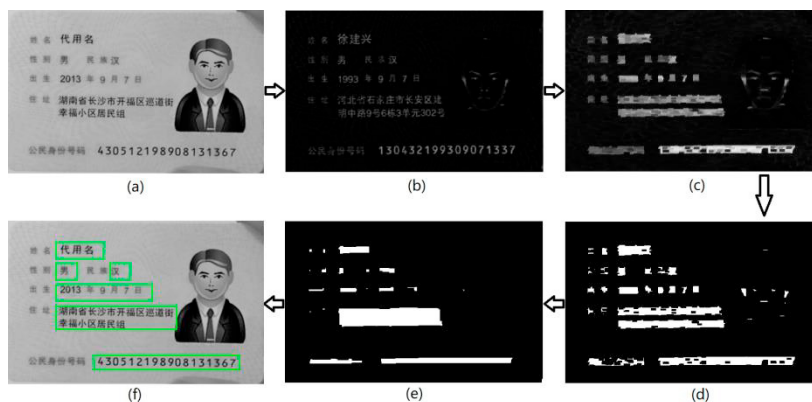 姓 名 代用名
性 别 男 民 族 汉
出 生 2013 年 9 月 7 日
住 址 湖南省长沙市开福区巡道街
幸福小区居民组
公民身份号码 430512198908131367
(a)
姓 名 徐建兴
性 别 男 民 族 汉
出 生 1993 年 9 月 7 日
住 址 河北省石家庄市长安区建
明中路9号6栋3单元302号
公民身份号码 130432199309071337
(b)
年 9 月 7 日
(c)
姓 名 代用名
性 别 男 民 族 汉
出 生 2013 年 9 月 7 日
住 址 湖南省长沙市开福区巡道街
幸福小区居民组
公民身份号码 430512198908131367
(f)
(e)
(d)